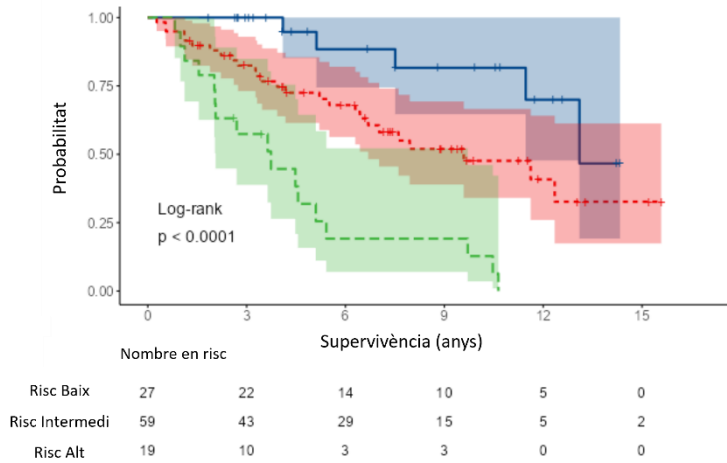 1.00
0.75
0.50
0.25
0.00
Probabilitat
Log-rank
p < 0.0001
0 3 6 9 12 15
Supervivència (anys)
Nombre en risc
Risc Baix 27 22 14 10 5 0
Risc Intermedi 59 43 29 15 5 2
Risc Alt 19 10 3 3 0 0